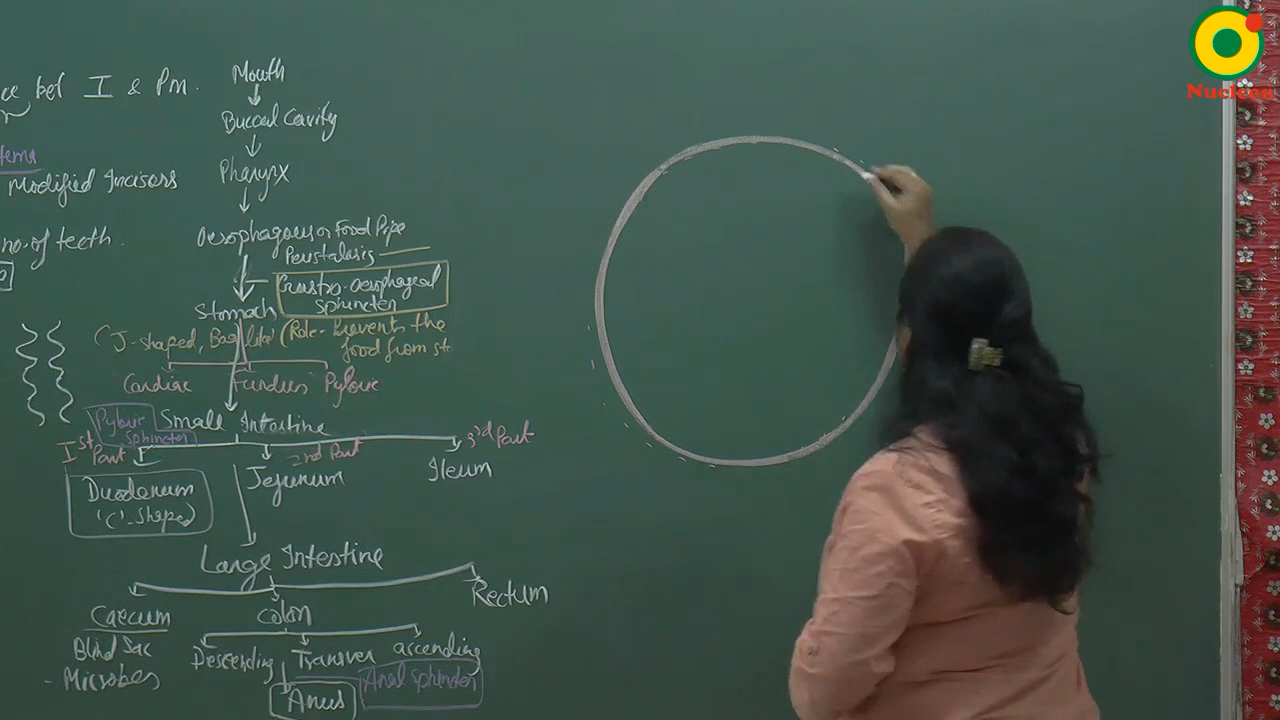 ce bet I & PM.
Modified Incisors
no. of teeth.
Mouth
Buccal Cavity
Pharynx
Oesophagous or Food Pipe
Peristalsis
Gastro-oesophageal
sphincter
Stomach
(J-shaped, Bag like) (Role- Prevents the
food from st
Cardiac Fundus Pyloric
Pyloric
sphincter
Small Intestine
Ist Part
2nd Part
3rd Part
Duodenum
'C'-shaped)
Jejunum
Ileum
Large Intestine
Caecum
Colon
Rectum
Blind Sac
- Microbes
Descending Transver ascending
Anus
Anal sphincter
Nucleon